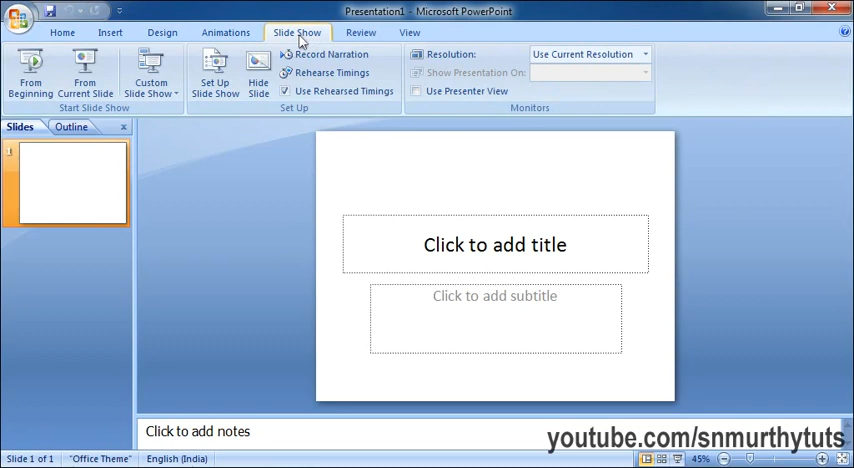 Presentation1 - Microsoft PowerPoint
Home Insert Design Animations Slide Show Review View
From Beginning
From Current Slide
Custom Slide Show
Start Slide Show
Set Up Slide Show
Hide Slide
Record Narration
Rehearse Timings
Use Rehearsed Timings
Set Up
Resolution: Use Current Resolution
Show Presentation On:
Use Presenter View
Monitors
Slides Outline x
1
Click to add title
Click to add subtitle
Click to add notes
youtube.com/snmurthytuts
Slide 1 of 1 "Office Theme" English (India) 45%